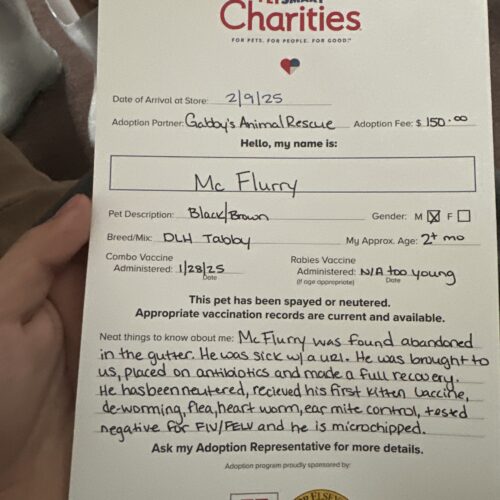 PETSMART
Charities
FOR PETS. FOR PEOPLE. FOR GOOD.™
Date of Arrival at Store: 2/9/25
Adoption Partner: Gabby's Animal Rescue Adoption Fee: $ 150.00
Hello, my name is:
Mc Flurry
Pet Description: Black/Brown Gender: M ☒ F ☐
Breed/Mix: DLH Tabby My Approx. Age: 2+ mo
Combo Vaccine Rabies Vaccine
Administered: 1/28/25 Administered: N/A too young
Date (If age appropriate) Date
This pet has been spayed or neutered.
Appropriate vaccination records are current and available.
Neat things to know about me: McFlurry was found abandoned
in the gutter. He was sick w/a URI. He was brought to
us, placed on antibiotics and made a full recovery.
He has been neutered, recieved his first kitten vaccine,
de-worming, flea, heart worm, ear mite control, tested
negative for FIV/FELV and he is microchipped.
Ask my Adoption Representative for more details.
Adoption program proudly sponsored by: